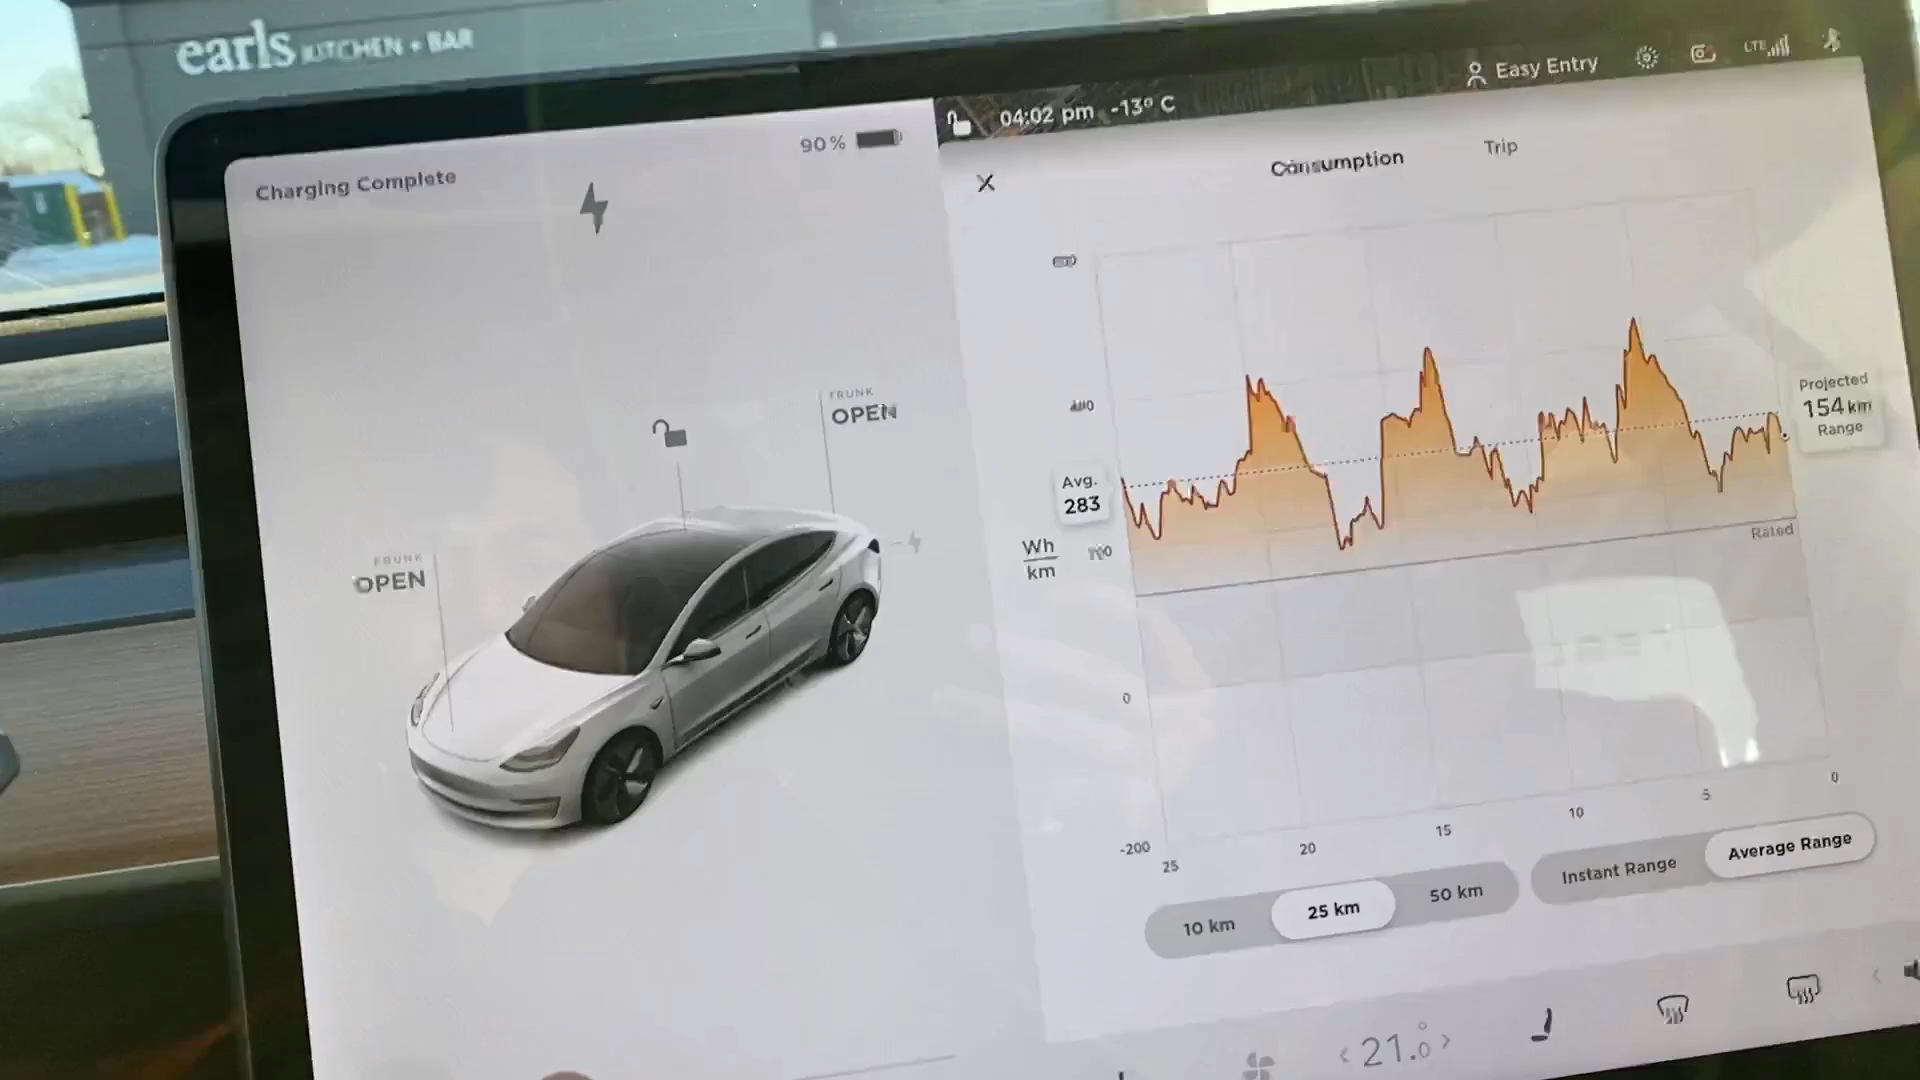 earls KITCHEN + BAR
Easy Entry
LTE
04:02 pm -13° C
90%
Charging Complete
Consumption
Trip
X
TRUNK
OPEN
FRUNK
OPEN
Projected
154 km
Range
Avg.
283
Wh
km
Rated
0
-200
25
20
15
10
5
0
10 km
25 km
50 km
Instant Range
Average Range
< 21.0° >